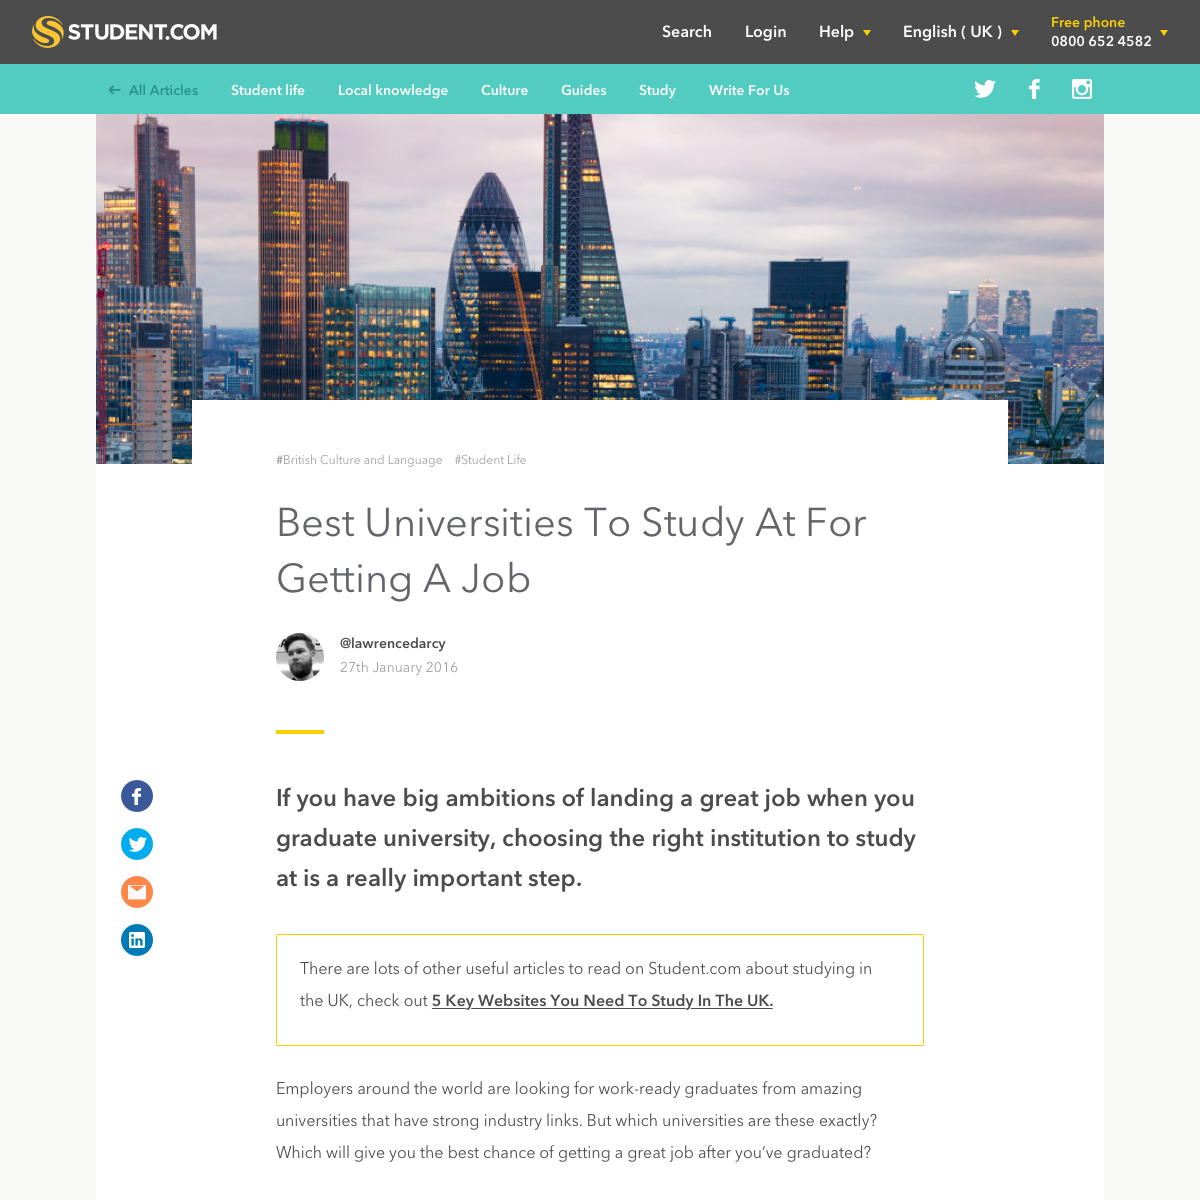 STUDENT.COM
Search Login Help English ( UK ) Free phone
0800 652 4582
All Articles Student life Local knowledge Culture Guides Study Write For Us
#British Culture and Language #Student Life
Best Universities To Study At For
Getting A Job
@lawrencedarcy
27th January 2016
If you have big ambitions of landing a great job when you
graduate university, choosing the right institution to study
at is a really important step.
There are lots of other useful articles to read on Student.com about studying in
the UK, check out 5 Key Websites You Need To Study In The UK.
Employers around the world are looking for work-ready graduates from amazing
universities that have strong industry links. But which universities are these exactly?
Which will give you the best chance of getting a great job after you’ve graduated?